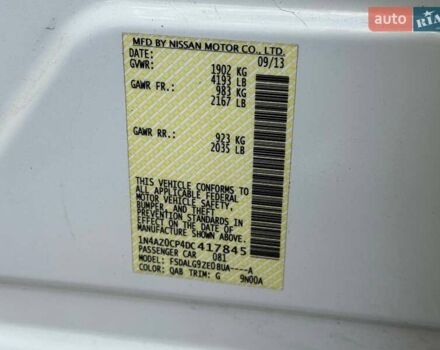 AUTO RIA
MFD BY NISSAN MOTOR CO., LTD.
DATE: 09/13
GVWR: 1902 KG
4193 LB
GAWR FR.: 983 KG
2167 LB
GAWR RR.: 923 KG
2035 LB
THIS VEHICLE CONFORMS TO
ALL APPLICABLE FEDERAL
MOTOR VEHICLE SAFETY,
BUMPER, AND THEFT
PREVENTION STANDARDS
IN EFFECT ON THE DATE OF
MANUFACTURE SHOWN ABOVE.
1N4AZ0CP4DC417845
PASSENGER CAR 081
MODEL: FSDALG9ZE0BUA----A
COLOR: QAB TRIM: G 9N00A